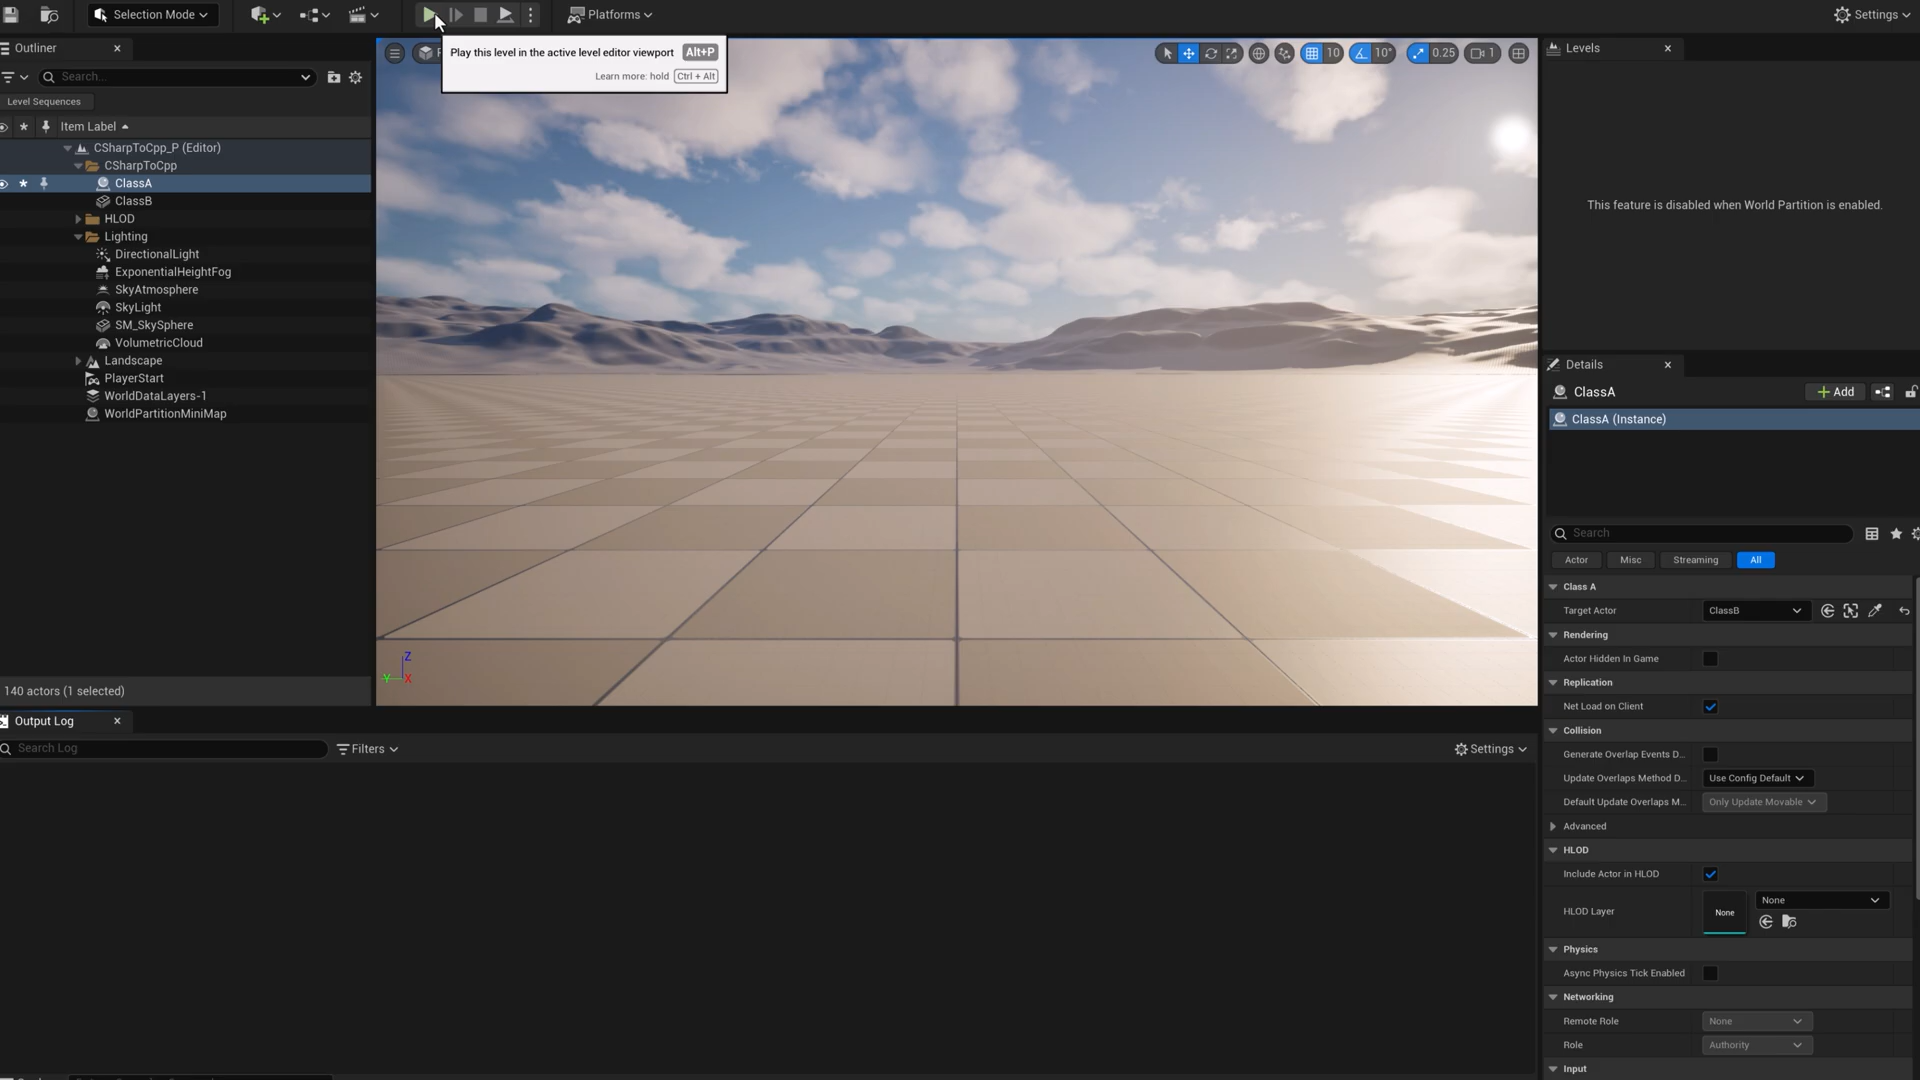 Selection Mode
Platforms
Settings
Outliner
Play this level in the active level editor viewport Alt+P
Learn more: hold Ctrl + Alt
10
10°
0.25
1
Levels
Search...
Level Sequences
Item Label
CSharpToCpp_P (Editor)
CSharpToCpp
ClassA
ClassB
HLOD
Lighting
DirectionalLight
ExponentialHeightFog
SkyAtmosphere
SkyLight
SM_SkySphere
VolumetricCloud
Landscape
PlayerStart
WorldDataLayers-1
WorldPartitionMiniMap
140 actors (1 selected)
Z
Y
X
This feature is disabled when World Partition is enabled.
Details
ClassA
Add
ClassA (Instance)
Search
Actor
Misc
Streaming
All
Class A
Target Actor
ClassB
Rendering
Actor Hidden In Game
Replication
Net Load on Client
Collision
Generate Overlap Events D...
Update Overlaps Method D...
Use Config Default
Default Update Overlaps M...
Only Update Movable
Advanced
HLOD
Include Actor in HLOD
HLOD Layer
None
None
Physics
Async Physics Tick Enabled
Networking
Remote Role
None
Role
Authority
Input
Output Log
Search Log
Filters
Settings